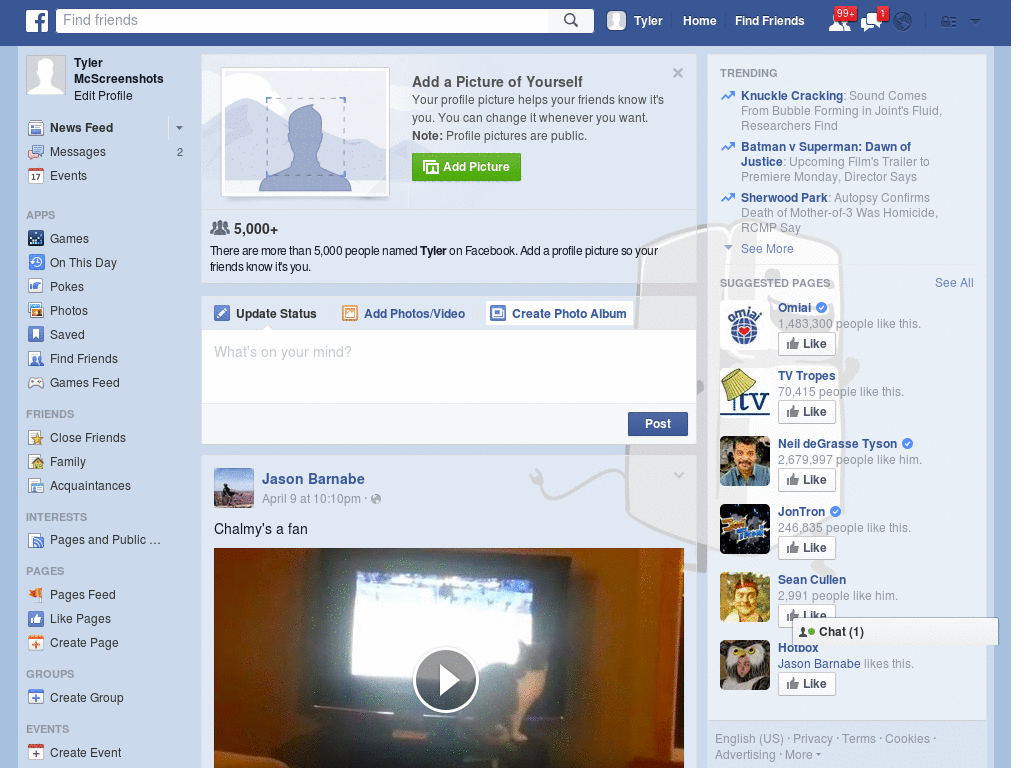 Find friends
Tyler
Home
Find Friends
99+
1
Tyler
McScreenshots
Edit Profile
News Feed
Messages
2
17
Events
APPS
Games
On This Day
Pokes
Photos
Saved
Find Friends
Games Feed
FRIENDS
Close Friends
Family
Acquaintances
INTERESTS
Pages and Public ...
PAGES
Pages Feed
Like Pages
Create Page
GROUPS
Create Group
EVENTS
Create Event
Add a Picture of Yourself
Your profile picture helps your friends know it's
you. You can change it whenever you want.
Note: Profile pictures are public.
Add Picture
5,000+
There are more than 5,000 people named Tyler on Facebook. Add a profile picture so your
friends know it's you.
Update Status
Add Photos/Video
Create Photo Album
What's on your mind?
Post
Jason Barnabe
April 9 at 10:10pm ·
Chalmy's a fan
TRENDING
Knuckle Cracking: Sound Comes
From Bubble Forming in Joint's Fluid,
Researchers Find
Batman v Superman: Dawn of
Justice: Upcoming Film's Trailer to
Premiere Monday, Director Says
Sherwood Park: Autopsy Confirms
Death of Mother-of-3 Was Homicide,
RCMP Say
See More
SUGGESTED PAGES
See All
omiai
Omiai
1,483,300 people like this.
Like
tv
TV Tropes
70,415 people like this.
Like
Neil deGrasse Tyson
2,679,997 people like him.
Like
JonTron
246,835 people like this.
Like
Sean Cullen
2,991 people like him.
Like
Chat (1)
Hotbox
Jason Barnabe likes this.
Like
English (US) · Privacy · Terms · Cookies ·
Advertising · More